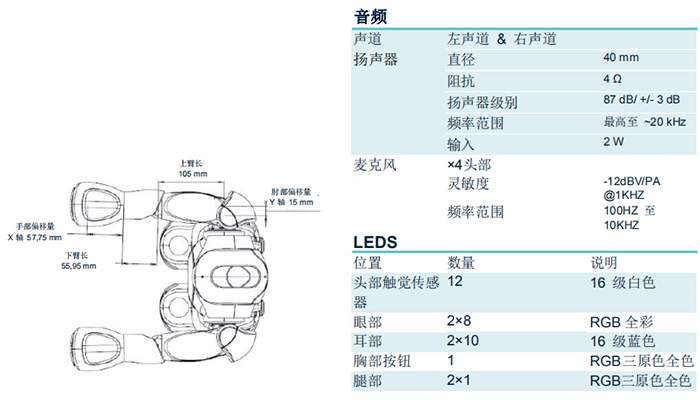 上臂长
105 mm
肘部偏移量
Y 轴 15 mm
手部偏移量
X 轴 57,75 mm
下臂长
55,95 mm
音频
声道 左声道 & 右声道
扬声器 直径 40 mm
阻抗 4 Ω
扬声器级别 87 dB/ +/- 3 dB
频率范围 最高至 ~20 kHz
输入 2 W
麦克风 ×4头部
灵敏度 -12dBV/PA
@1KHZ
频率范围 100HZ 至
10KHZ
LEDS
位置 数量 说明
头部触觉传感 12 16 级白色
器
眼部 2×8 RGB 全彩
耳部 2×10 16 级蓝色
胸部按钮 1 RGB三原色全色
腿部 2×1 RGB三原色全色